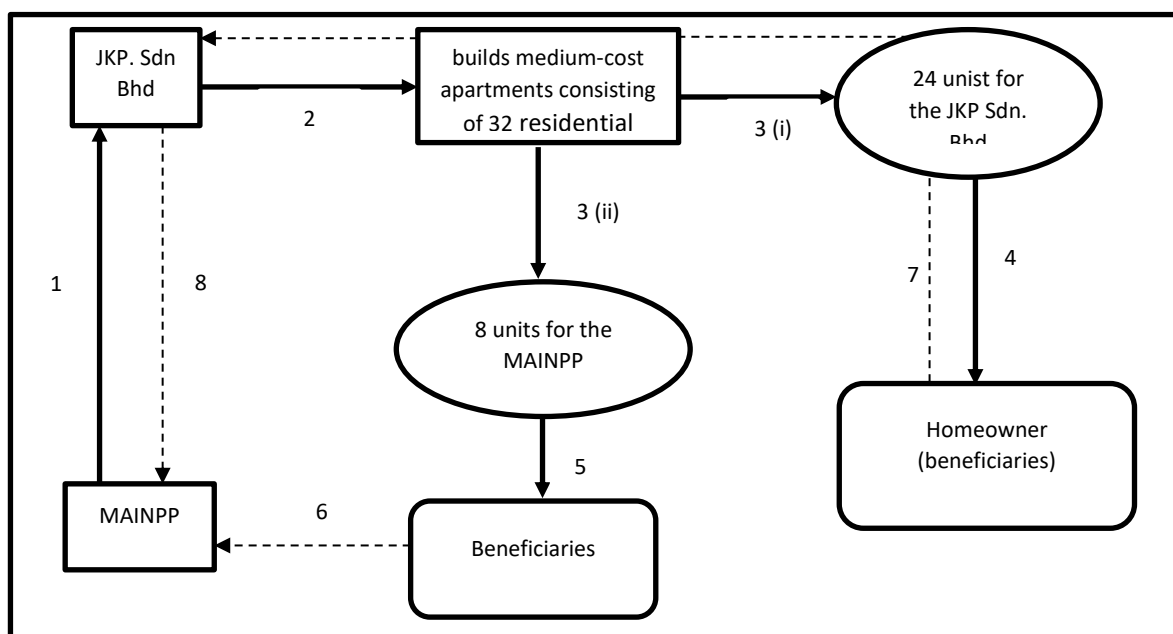 JKP. Sdn
Bhd
2
builds medium-cost
apartments consisting
of 32 residential
3 (i)
24 unist for
the JKP Sdn.
Bhd
3 (ii)
1
8
8 units for the
MAINPP
7
4
Homeowner
(beneficiaries)
5
MAINPP
6
Beneficiaries